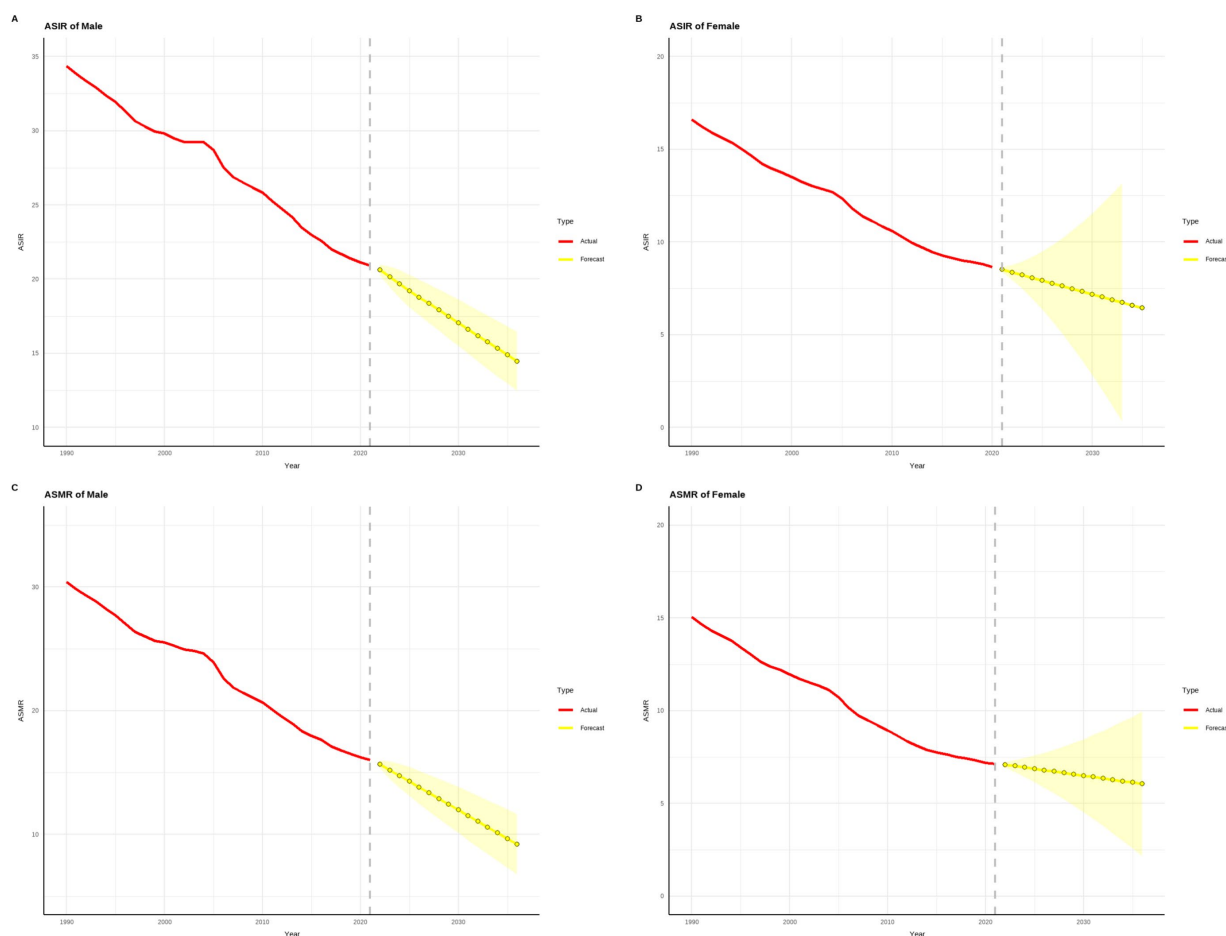 A
ASIR of Male
35
30
25
20
15
10
ASIR
1990
2000
2010
2020
2030
Year
Type
Actual
Forecast
B
ASIR of Female
20
15
10
5
0
ASIR
1990
2000
2010
2020
2030
Year
Type
Actual
Forecas
C
ASMR of Male
30
20
10
ASMR
1990
2000
2010
2020
2030
Year
Type
Actual
Forecast
D
ASMR of Female
20
15
10
5
0
ASMR
1990
2000
2010
2020
2030
Year
Type
Actual
Forecas